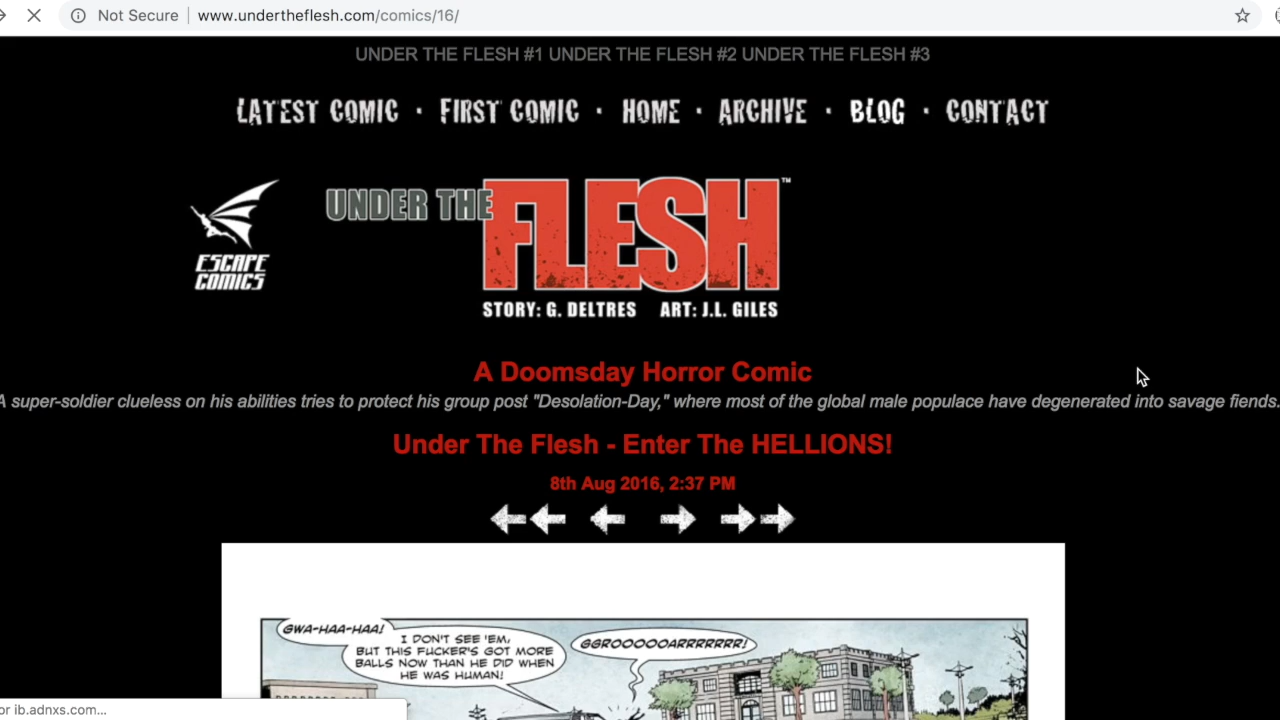 Not Secure www.undertheflesh.com/comics/16/
UNDER THE FLESH #1 UNDER THE FLESH #2 UNDER THE FLESH #3
LATEST COMIC · FIRST COMIC · HOME · ARCHIVE · BLOG · CONTACT
UNDER THE FLESH™
ESCAPE
COMICS
STORY: G. DELTRES ART: J.L. GILES
A Doomsday Horror Comic
A super-soldier clueless on his abilities tries to protect his group post "Desolation-Day," where most of the global male populace have degenerated into savage fiends.
Under The Flesh - Enter The HELLIONS!
8th Aug 2016, 2:37 PM
GWA-HAA-HAA!
I DON'T SEE 'EM,
BUT THIS FUCKER'S GOT MORE
BALLS NOW THAN HE DID WHEN
HE WAS HUMAN!
GGROOOOOARRRRRRR!
or ib.adnxs.com...